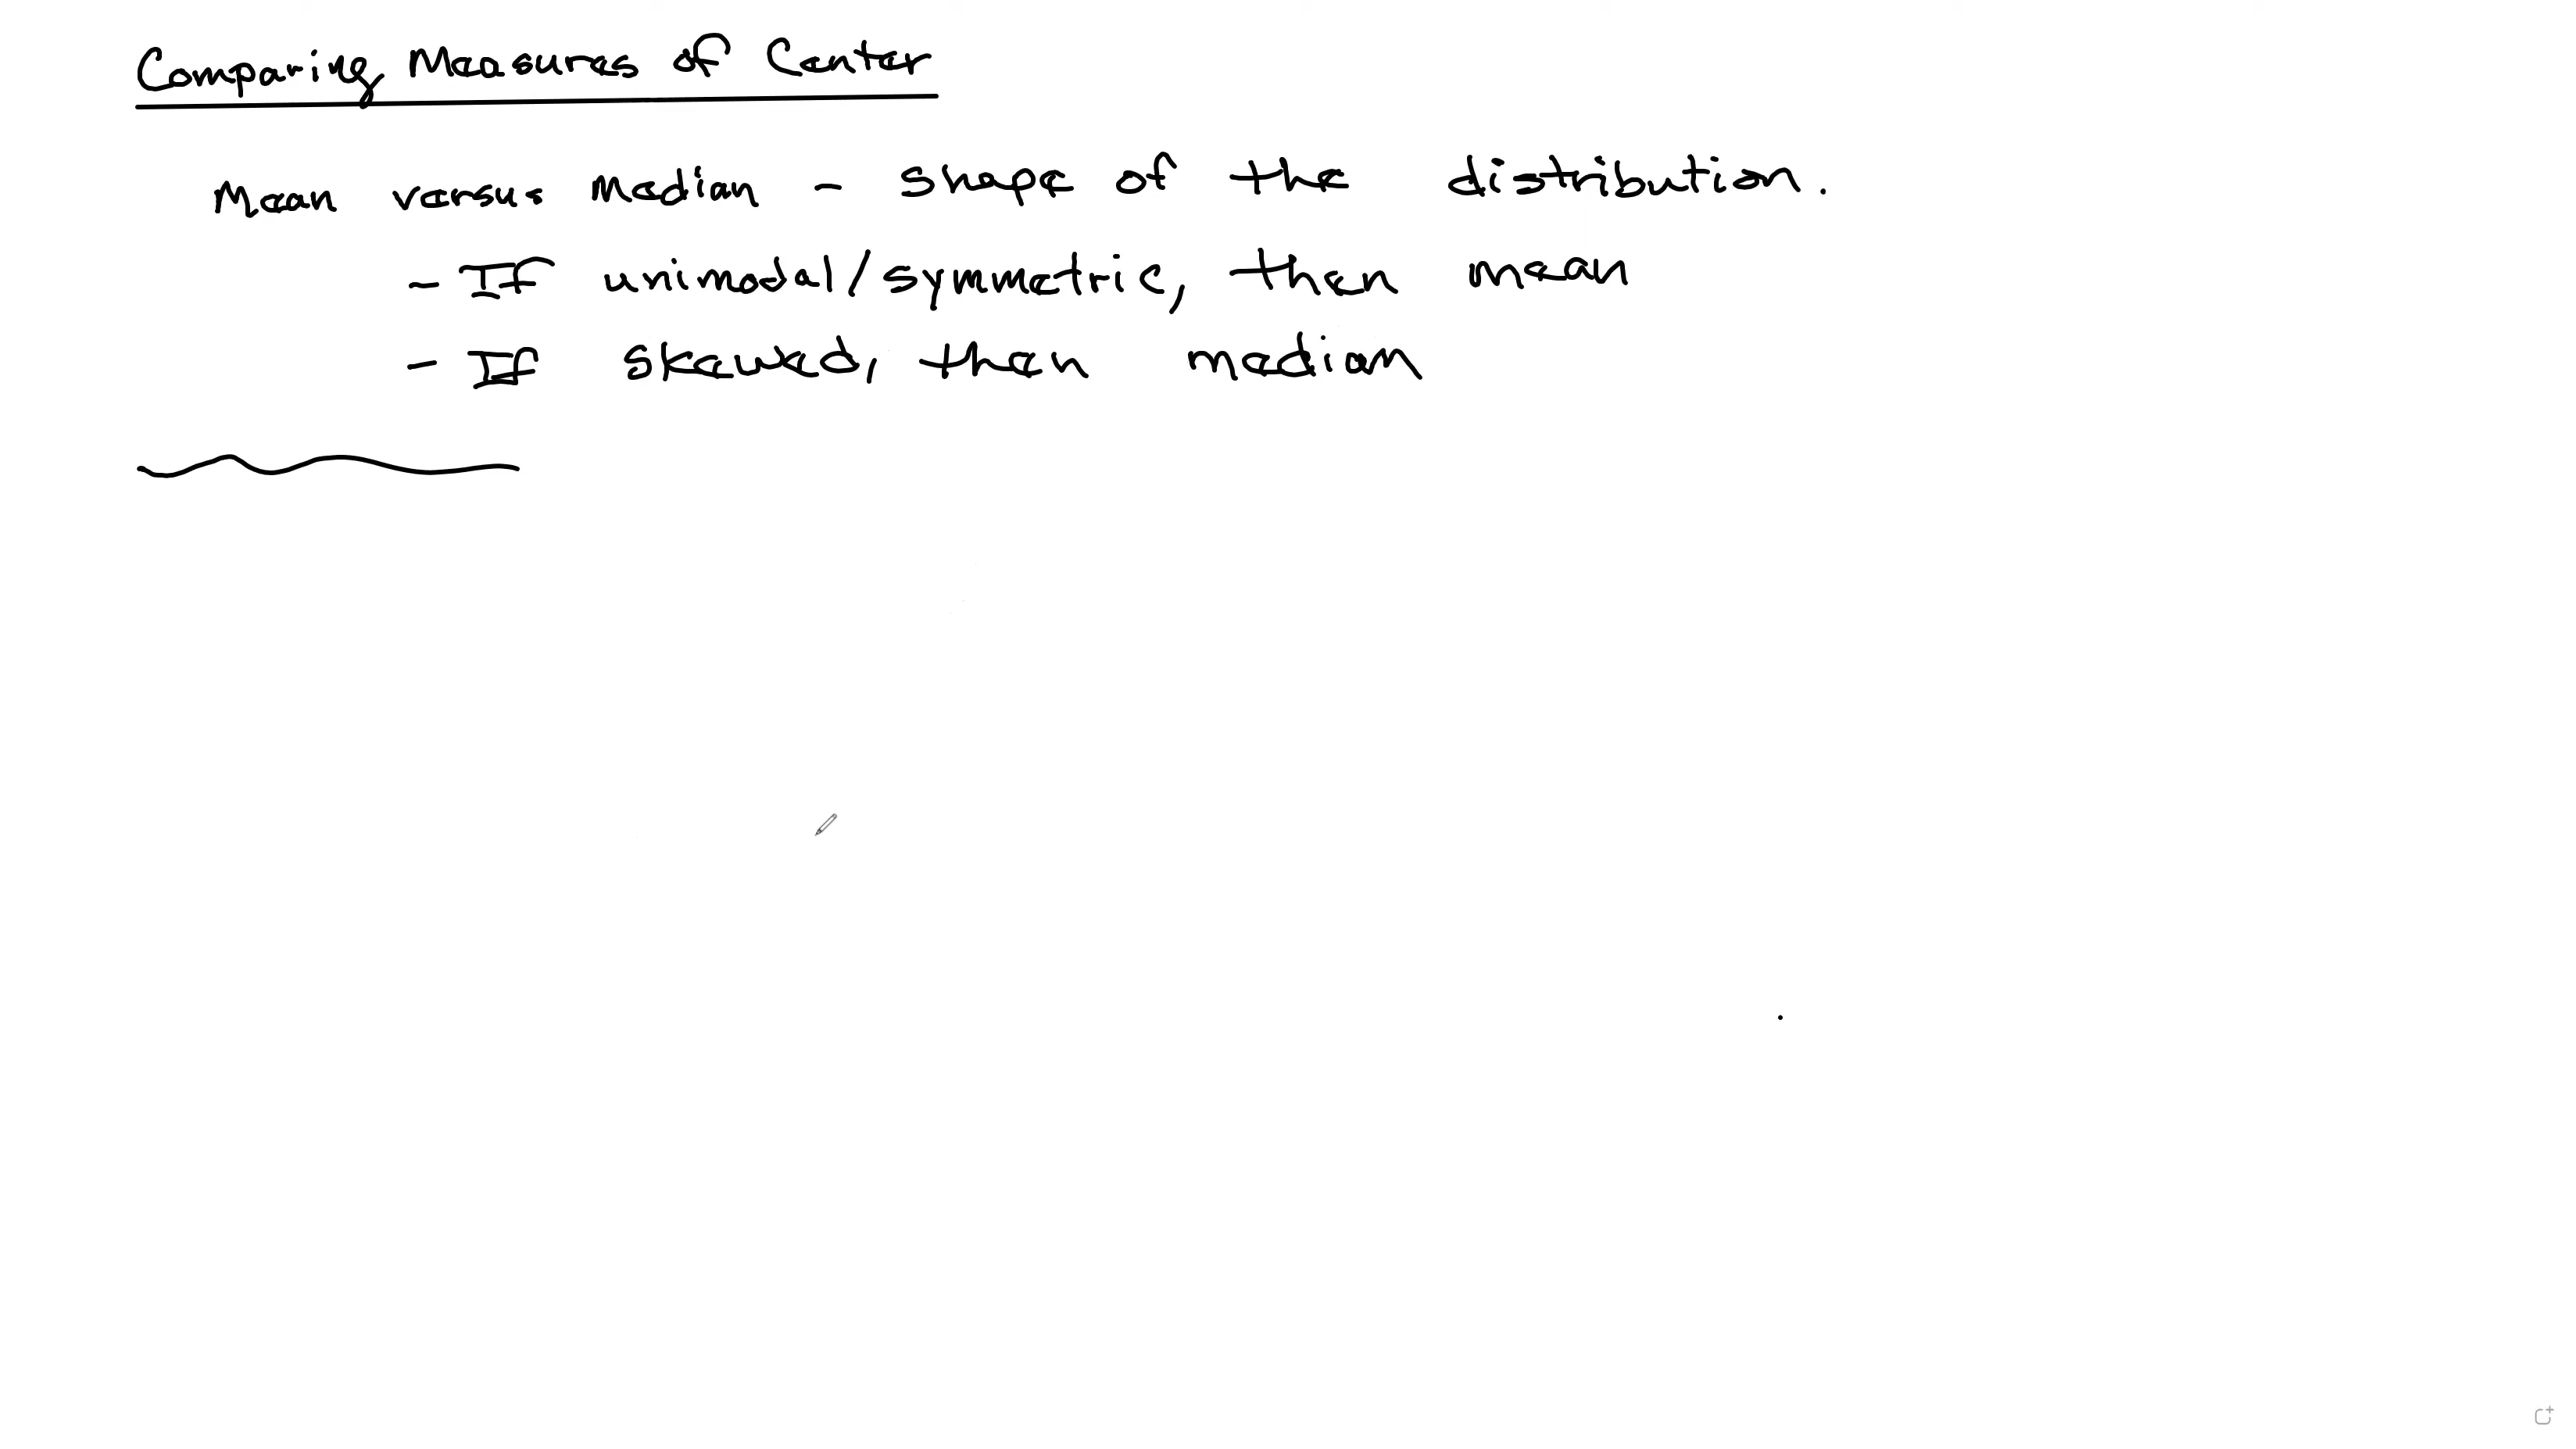 Comparing Measures of Center
Mean versus Median - shape of the distribution.
- If unimodal/symmetric, then mean
- If skewed, then median